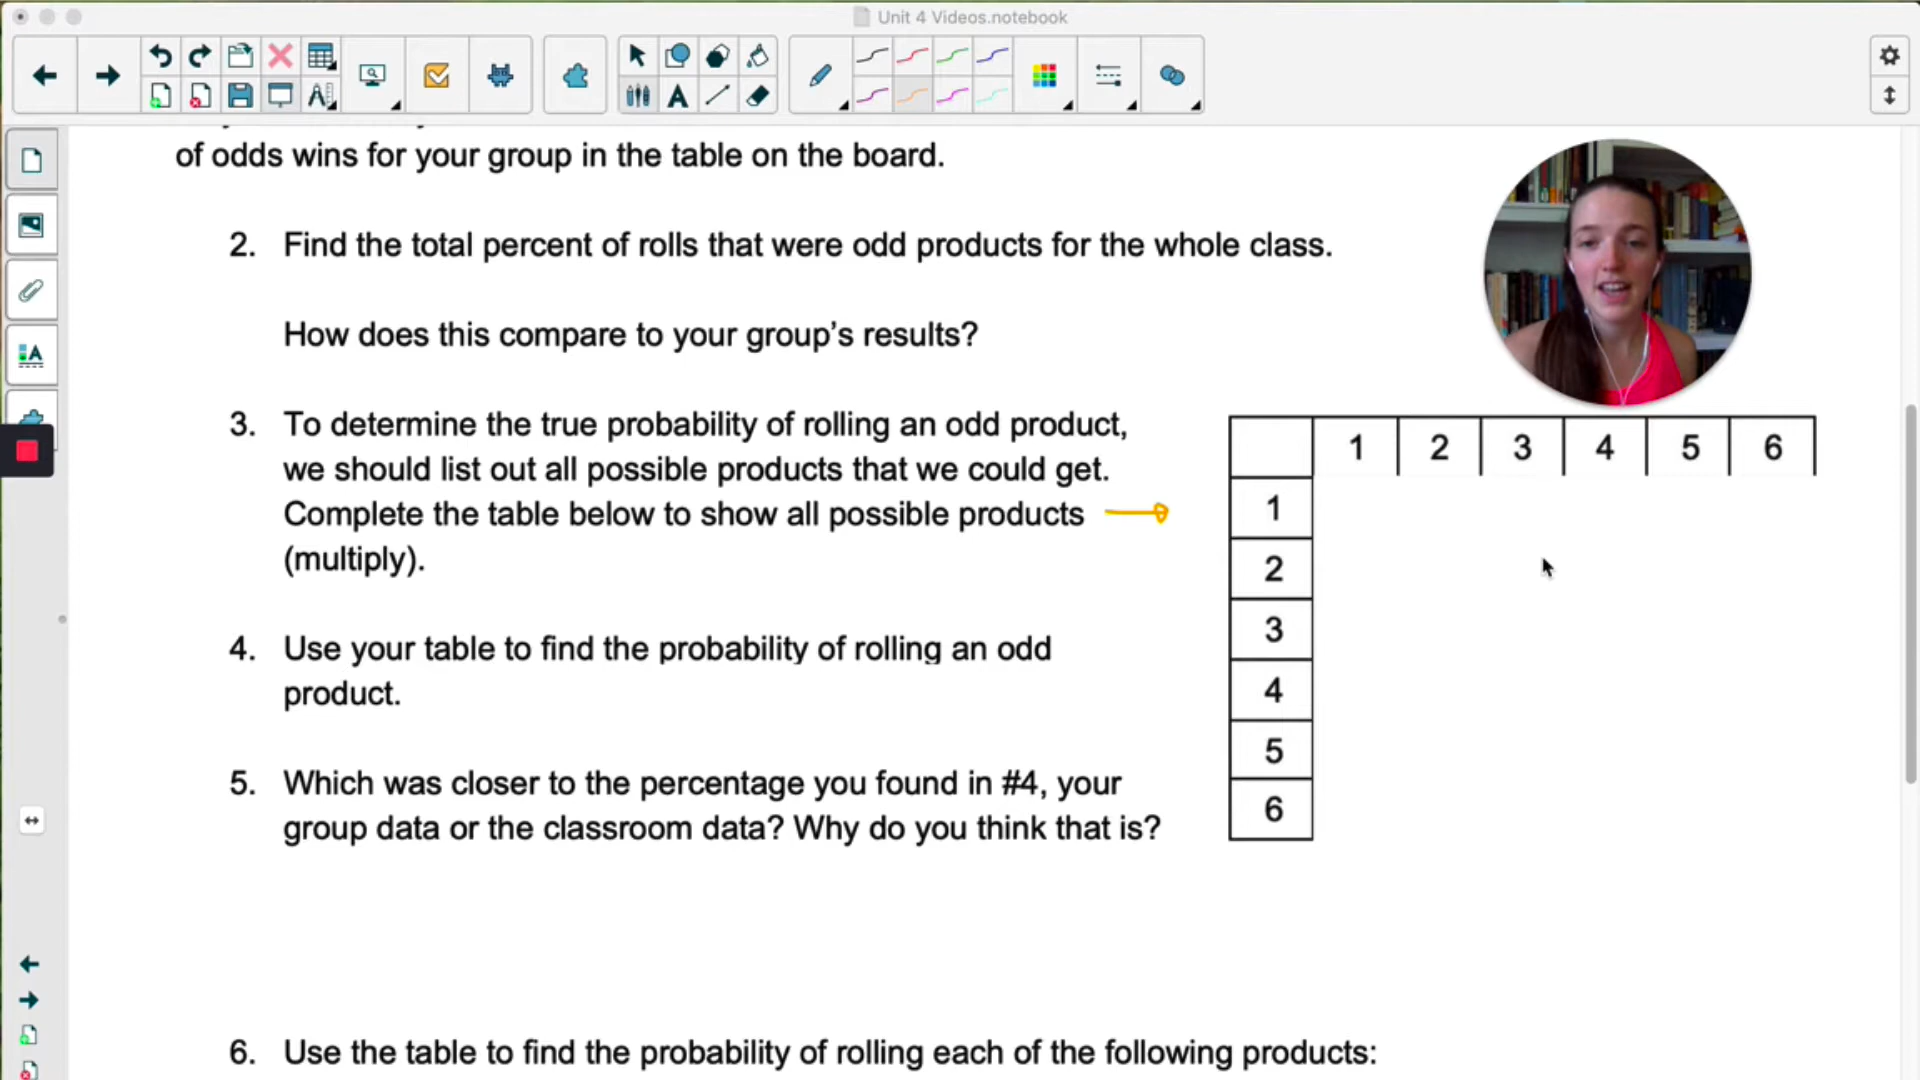 Unit 4 Videos.notebook
of odds wins for your group in the table on the board.
2. Find the total percent of rolls that were odd products for the whole class.
How does this compare to your group's results?
3. To determine the true probability of rolling an odd product,
we should list out all possible products that we could get.
Complete the table below to show all possible products
(multiply).
1 2 3 4 5 6
1
2
3
4
5
6
4. Use your table to find the probability of rolling an odd
product.
5. Which was closer to the percentage you found in #4, your
group data or the classroom data? Why do you think that is?
6. Use the table to find the probability of rolling each of the following products: